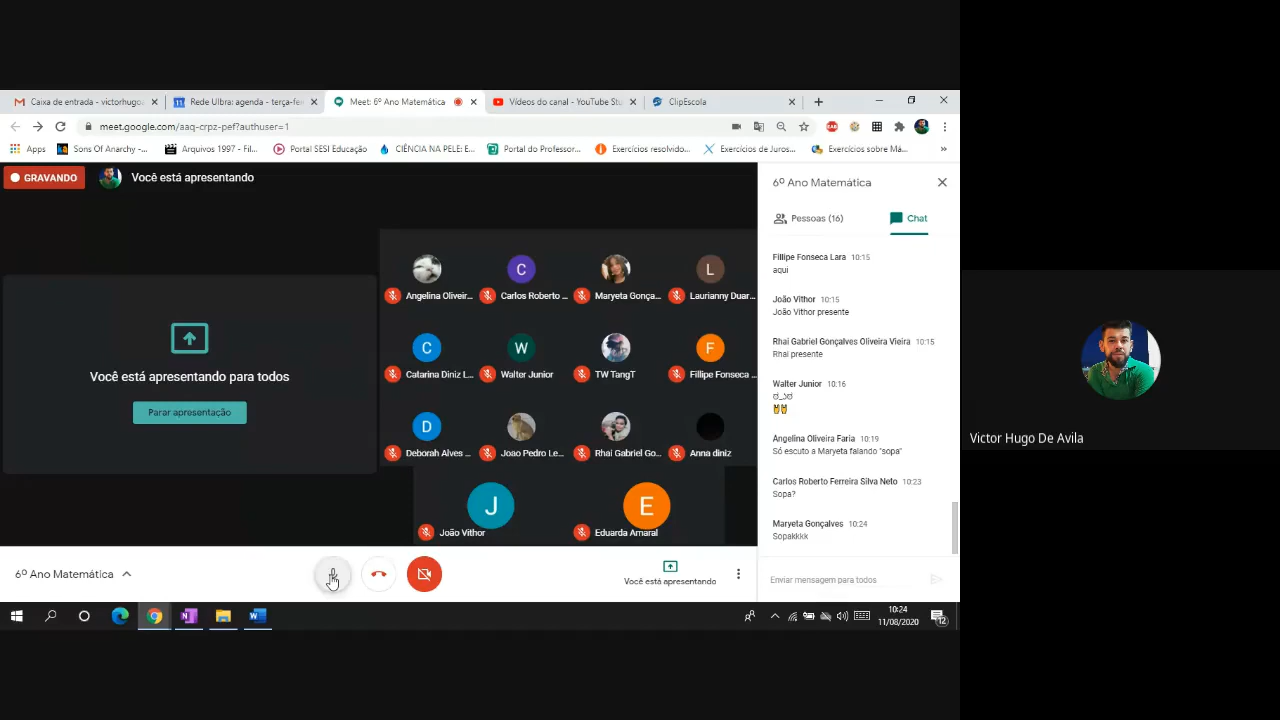 Caixa de entrada - victorhugo
Rede Ulbra: agenda - terça-fei
Meet: 6º Ano Matemática
Vídeos do canal - YouTube Stu
ClipEscola
meet.google.com/aaq-crpz-pef?authuser=1
Apps
Sons Of Anarchy -...
Arquivos 1997 - Fil...
Portal SESI Educação
CIÊNCIA NA PELE: E...
Portal do Professor...
Exercícios resolvido...
Exercícios de Juros...
Exercícios sobre Má...
GRAVANDO
Você está apresentando
Você está apresentando para todos
Parar apresentação
Angelina Oliveir...
Carlos Roberto ...
Maryeta Gonça...
Laurianny Duar...
Catarina Diniz L...
Walter Junior
TW TangT
Fillipe Fonseca ...
Deborah Alves ...
Joao Pedro Le...
Rhai Gabriel Go...
Anna diniz
João Vithor
Eduarda Amaral
6º Ano Matemática
Você está apresentando
6º Ano Matemática
Pessoas (16)
Chat
Fillipe Fonseca Lara 10:15
aqui
João Vithor 10:15
João Vithor presente
Rhai Gabriel Gonçalves Oliveira Vieira 10:15
Rhai presente
Walter Junior 10:16
Angelina Oliveira Faria 10:19
Só escuto a Maryeta falando "sopa"
Carlos Roberto Ferreira Silva Neto 10:23
Sopa?
Maryeta Gonçalves 10:24
Sopakkkk
Enviar mensagem para todos
10:24
11/08/2020
12
Victor Hugo De Avila